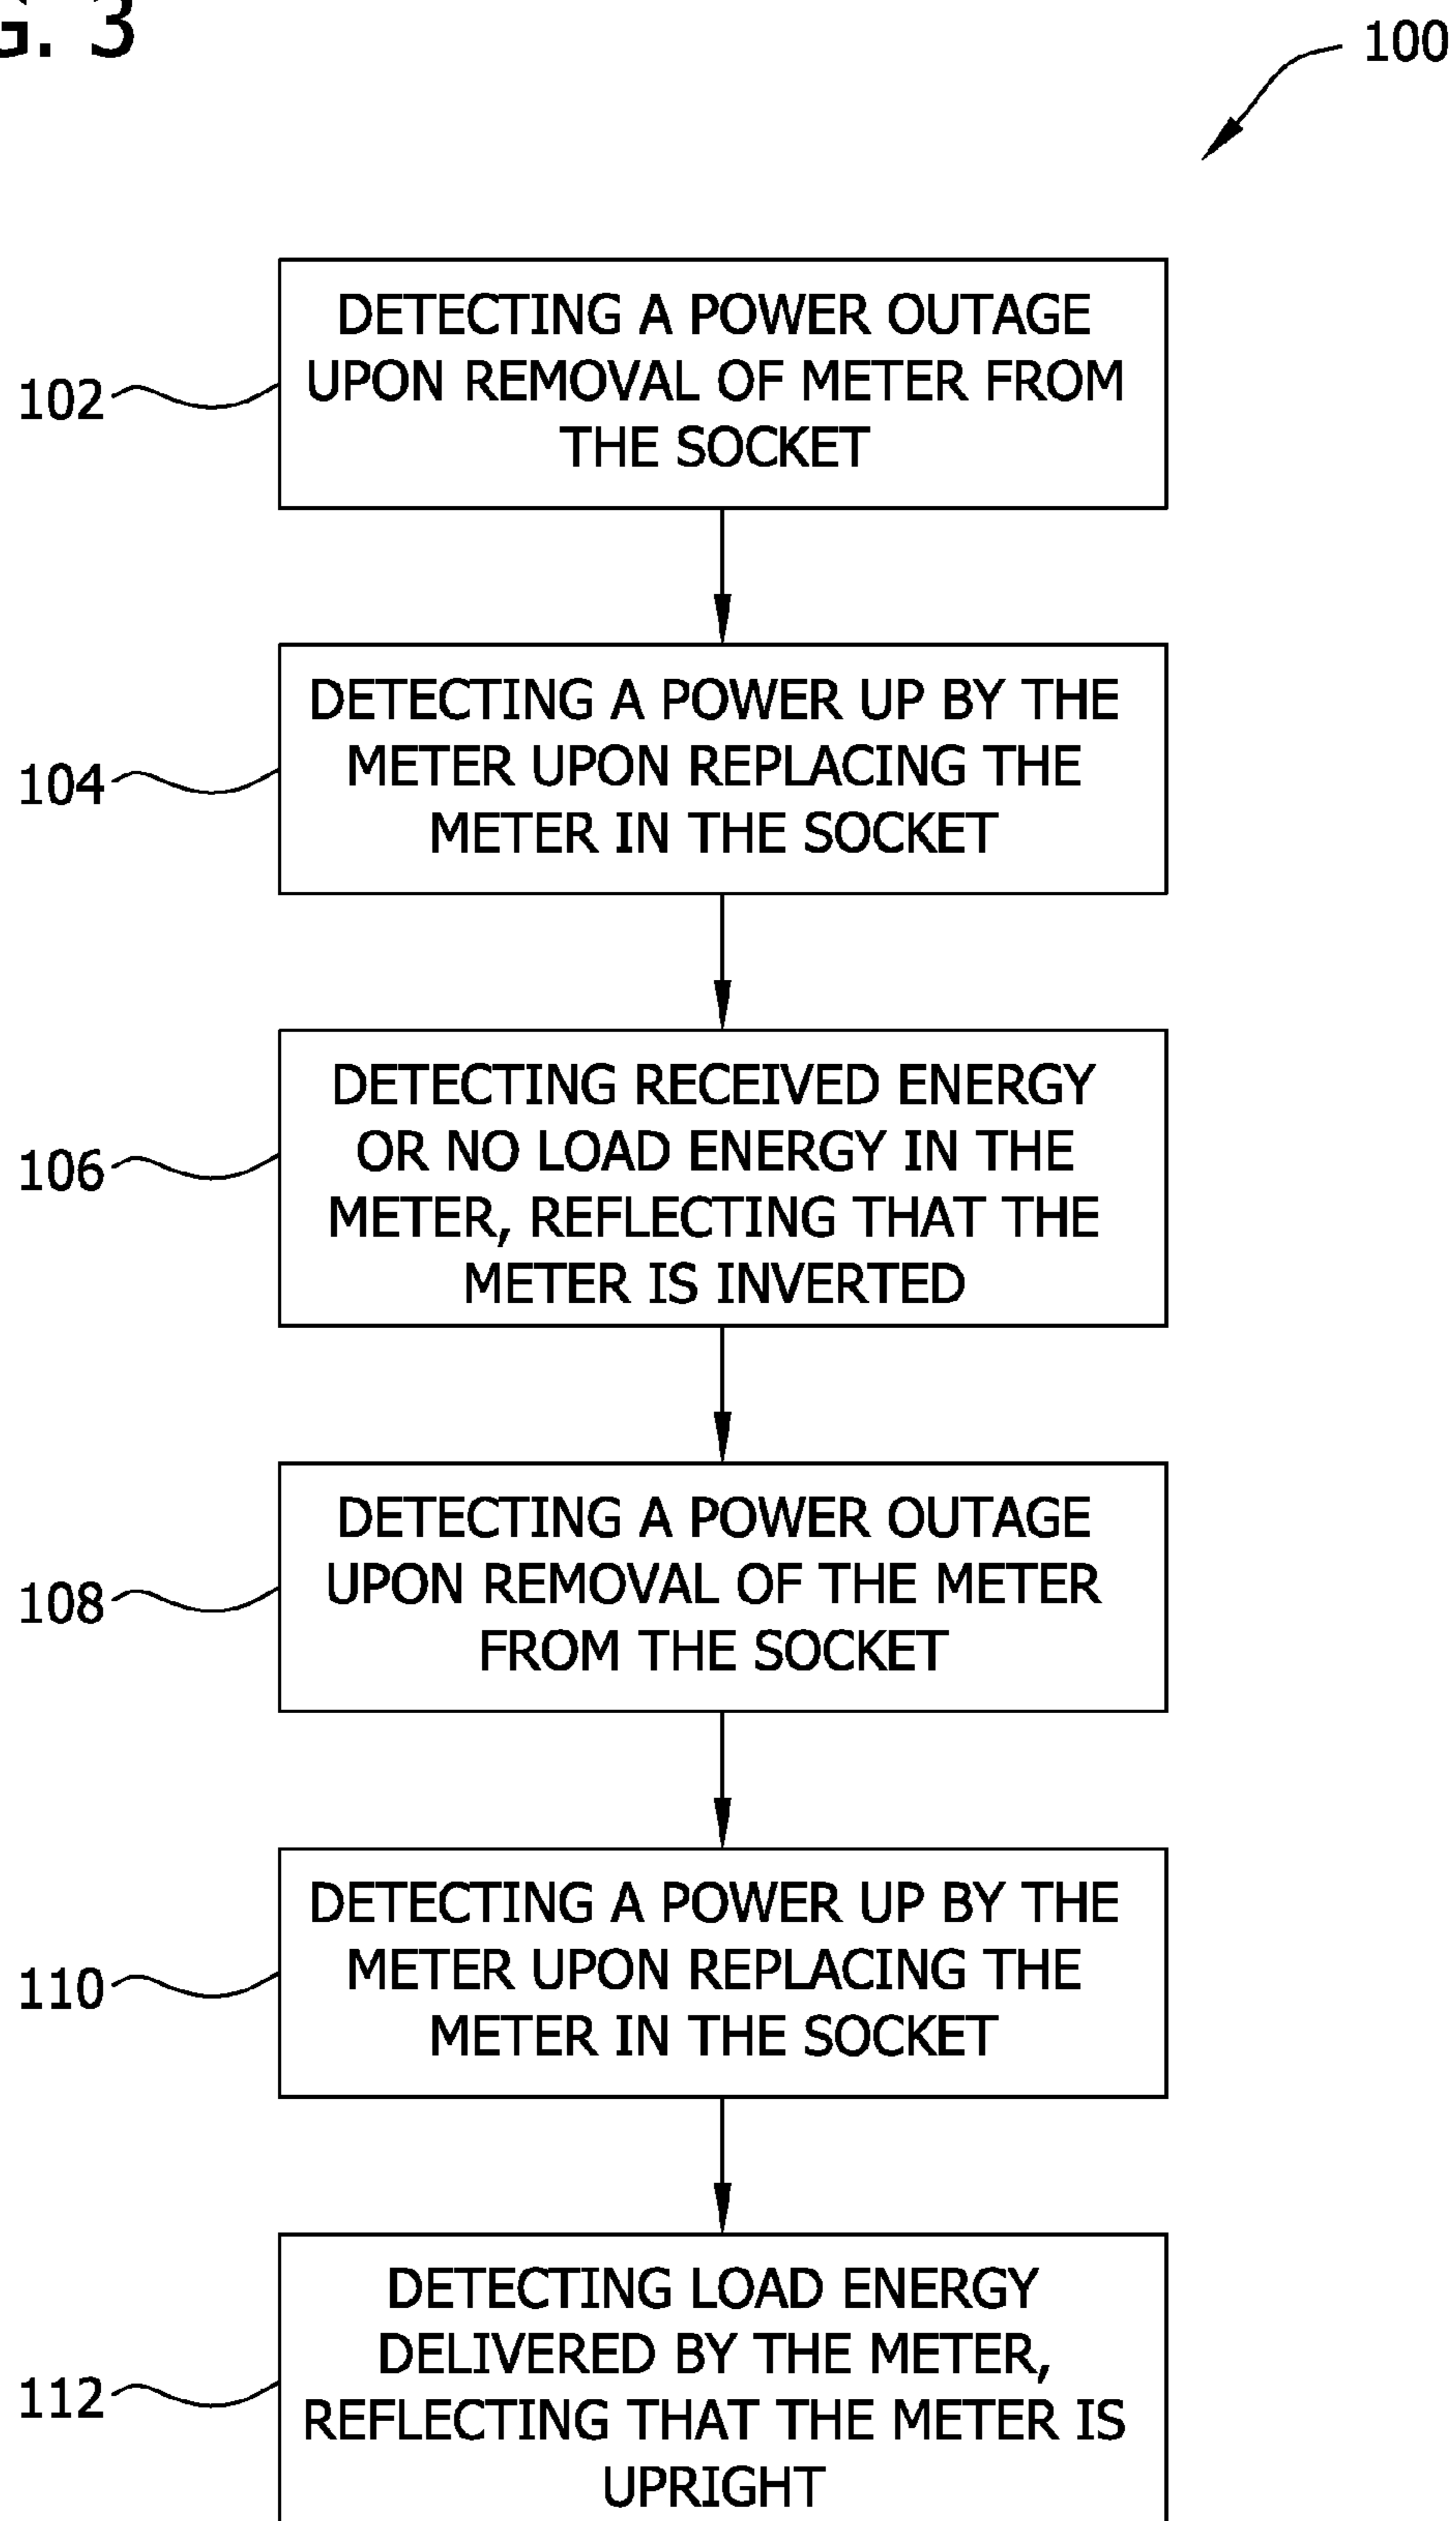 G. 3
100
DETECTING A POWER OUTAGE
UPON REMOVAL OF METER FROM
THE SOCKET
102
DETECTING A POWER UP BY THE
METER UPON REPLACING THE
METER IN THE SOCKET
104
DETECTING RECEIVED ENERGY
OR NO LOAD ENERGY IN THE
METER, REFLECTING THAT THE
METER IS INVERTED
106
DETECTING A POWER OUTAGE
UPON REMOVAL OF THE METER
FROM THE SOCKET
108
DETECTING A POWER UP BY THE
METER UPON REPLACING THE
METER IN THE SOCKET
110
DETECTING LOAD ENERGY
DELIVERED BY THE METER,
REFLECTING THAT THE METER IS
UPRIGHT
112